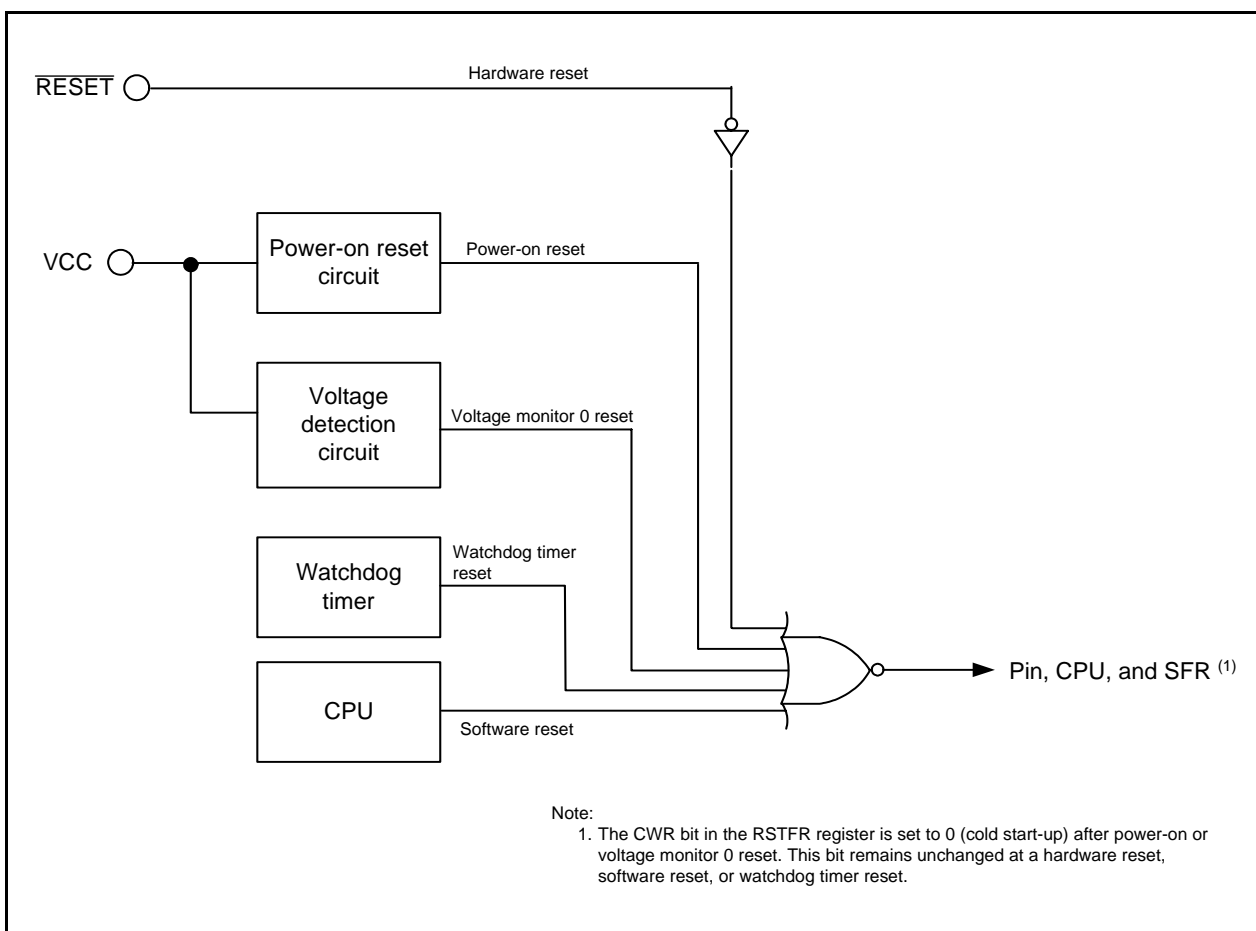 RESET
Hardware reset
VCC
Power-on reset
circuit
Power-on reset
Voltage
detection
circuit
Voltage monitor 0 reset
Watchdog
timer
Watchdog timer
reset
CPU
Software reset
Pin, CPU, and SFR (1)
Note:
1. The CWR bit in the RSTFR register is set to 0 (cold start-up) after power-on or
voltage monitor 0 reset. This bit remains unchanged at a hardware reset,
software reset, or watchdog timer reset.